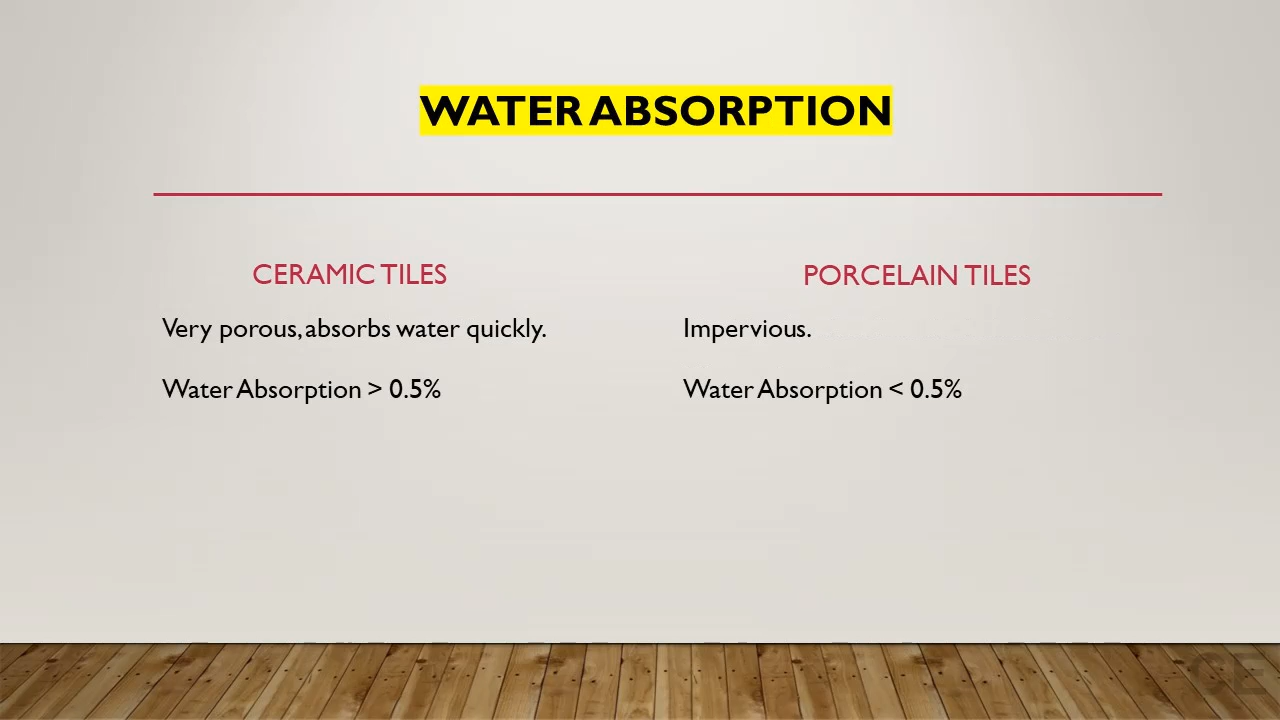 WATER ABSORPTION
CERAMIC TILES
Very porous, absorbs water quickly.
Water Absorption > 0.5%
PORCELAIN TILES
Impervious.
Water Absorption < 0.5%
CE